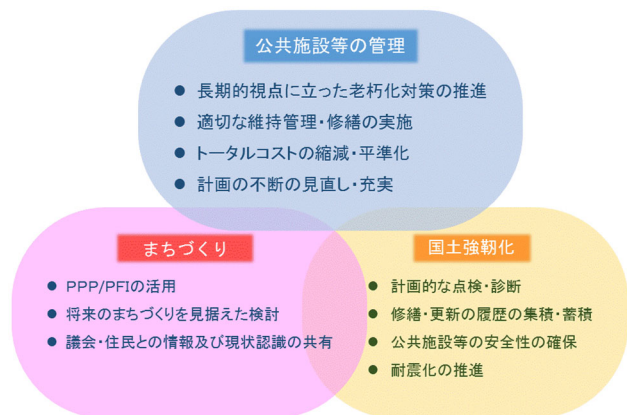 公共施設等の管理
● 長期的視点に立った老朽化対策の推進
● 適切な維持管理・修繕の実施
● トータルコストの縮減・平準化
● 計画の不断の見直し・充実
まちづくり
● PPP/PFIの活用
● 将来のまちづくりを見据えた検討
● 議会・住民との情報及び現状認識の共有
国土強靭化
● 計画的な点検・診断
● 修繕・更新の履歴の集積・蓄積
● 公共施設等の安全性の確保
● 耐震化の推進